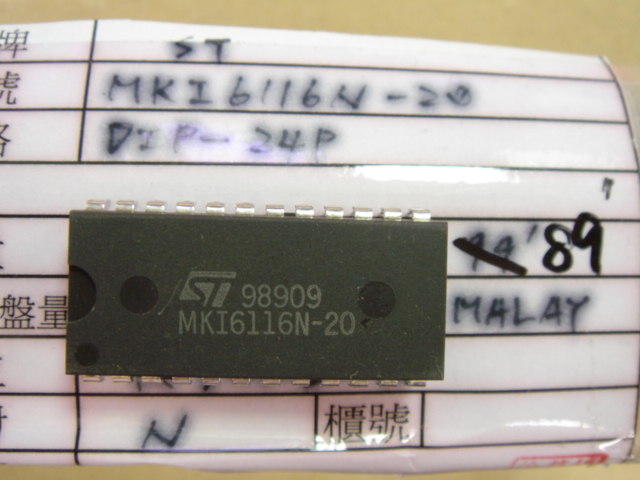 牌 ST
號 MKI6116N-20
DIP-24P
'89
盤量 MALAY
ST 98909
MKI6116N-20
N 櫃號